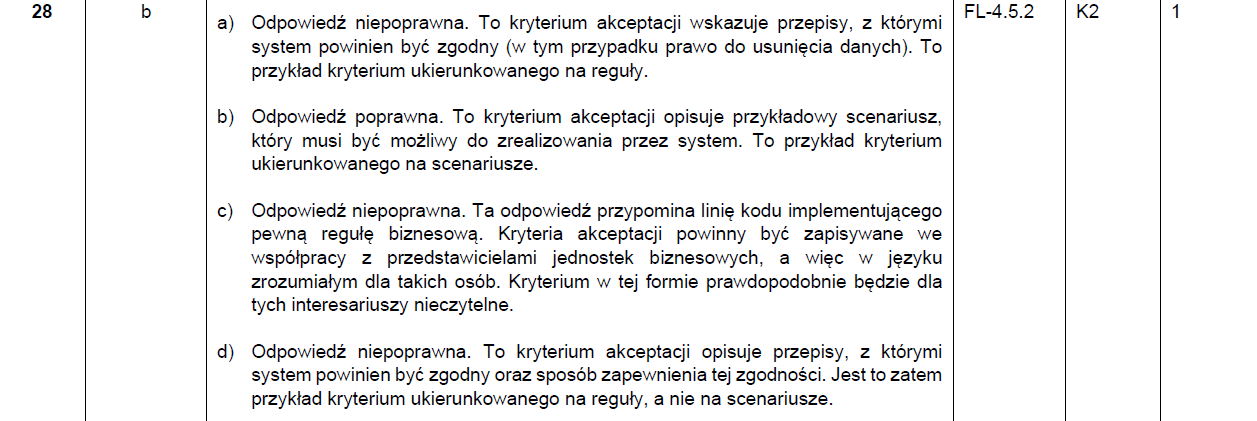 28 b a) Odpowiedź niepoprawna. To kryterium akceptacji wskazuje przepisy, z którymi FL-4.5.2 K2 1
system powinien być zgodny (w tym przypadku prawo do usunięcia danych). To
przykład kryterium ukierunkowanego na reguły.
b) Odpowiedź poprawna. To kryterium akceptacji opisuje przykładowy scenariusz,
który musi być możliwy do zrealizowania przez system. To przykład kryterium
ukierunkowanego na scenariusze.
c) Odpowiedź niepoprawna. Ta odpowiedź przypomina linię kodu implementującego
pewną regułę biznesową. Kryteria akceptacji powinny być zapisywane we
współpracy z przedstawicielami jednostek biznesowych, a więc w języku
zrozumiałym dla takich osób. Kryterium w tej formie prawdopodobnie będzie dla
tych interesariuszy nieczytelne.
d) Odpowiedź niepoprawna. To kryterium akceptacji opisuje przepisy, z którymi
system powinien być zgodny oraz sposób zapewnienia tej zgodności. Jest to zatem
przykład kryterium ukierunkowanego na reguły, a nie na scenariusze.